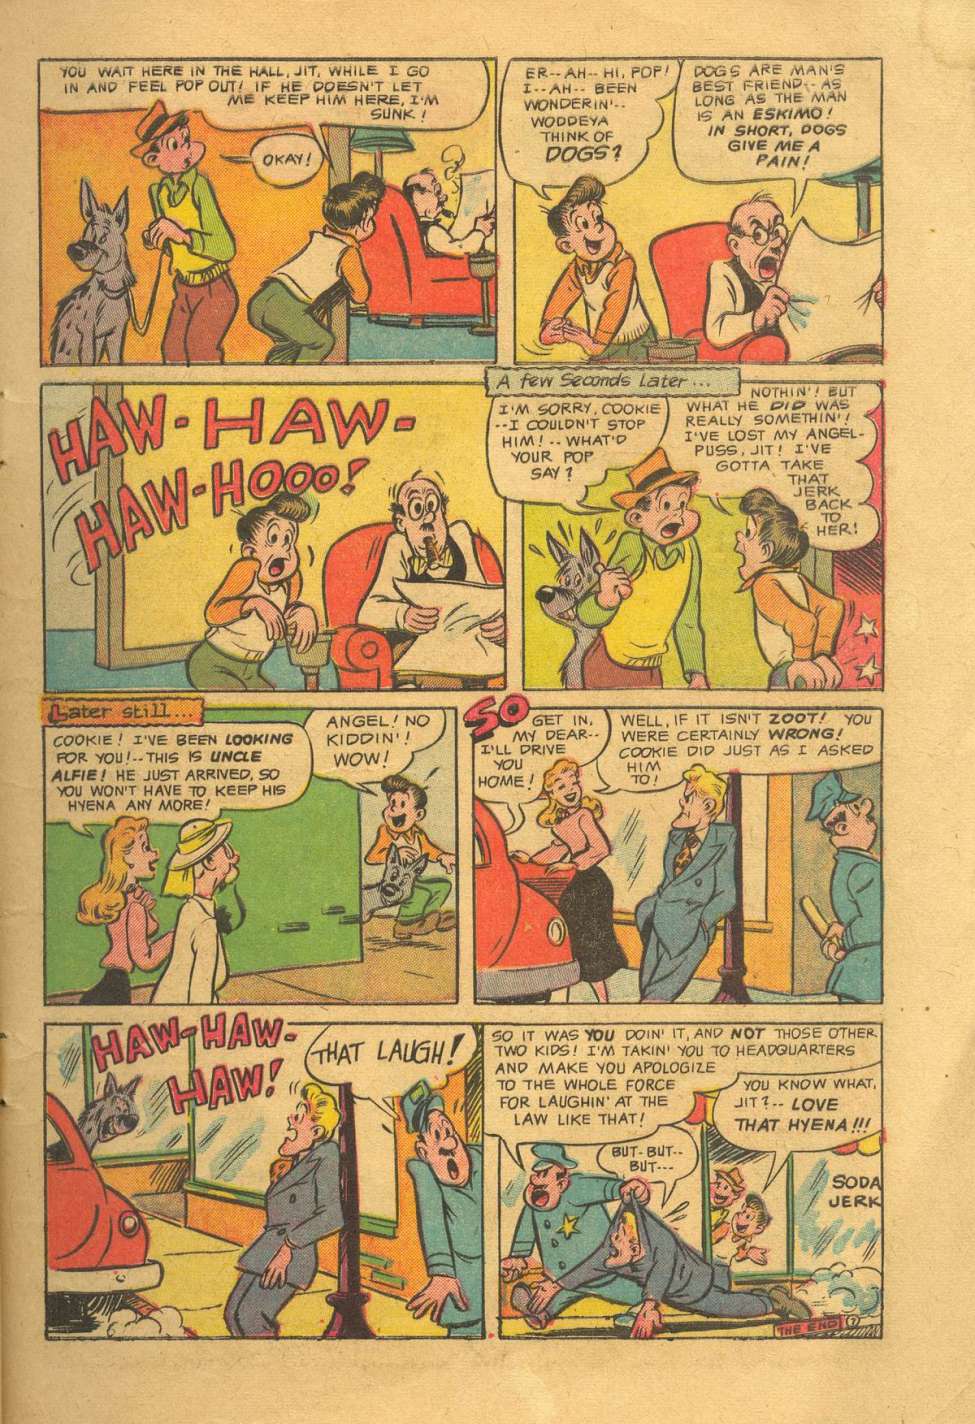 YOU WAIT HERE IN THE HALL, JIT, WHILE I GO
IN AND FEEL POP OUT! IF HE DOESN'T LET
ME KEEP HIM HERE, I'M
SUNK!
OKAY!
ER--AH--HI, POP!
I--AH--BEEN
WONDERIN'--
WODDEYA
THINK OF
DOGS?
DOGS ARE MAN'S
BEST FRIEND-- AS
LONG AS THE MAN
IS AN ESKIMO!
IN SHORT, DOGS
GIVE ME A
PAIN!
HAW-HAW-
HAW-HOOO!
A few Seconds Later...
I'M SORRY, COOKIE
--I COULDN'T STOP
HIM!--WHAT'D
YOUR POP
SAY?
NOTHIN'! BUT
WHAT HE DID WAS
REALLY SOMETHIN'!
I'VE LOST MY ANGEL-
PUSS, JIT! I'VE
GOTTA TAKE
THAT
JERK
BACK
TO
HER!
Later still...
COOKIE! I'VE BEEN LOOKING
FOR YOU!--THIS IS UNCLE
ALFIE! HE JUST ARRIVED, SO
YOU WON'T HAVE TO KEEP HIS
HYENA ANY MORE!
ANGEL! NO
KIDDIN'!
WOW!
SO
GET IN,
MY DEAR--
I'LL DRIVE
YOU
HOME!
WELL, IF IT ISN'T ZOOT! YOU
WERE CERTAINLY WRONG!
COOKIE DID JUST AS I ASKED
HIM
TO!
HAW-HAW-
HAW!
THAT LAUGH!
SO IT WAS YOU DOIN' IT, AND NOT THOSE OTHER
TWO KIDS! I'M TAKIN' YOU TO HEADQUARTERS
AND MAKE YOU APOLOGIZE
TO THE WHOLE FORCE
FOR LAUGHIN' AT THE
LAW LIKE THAT!
BUT-BUT--
BUT---
YOU KNOW WHAT,
JIT?--I LOVE
THAT HYENA!!!
SODA
JERK
THE END
7